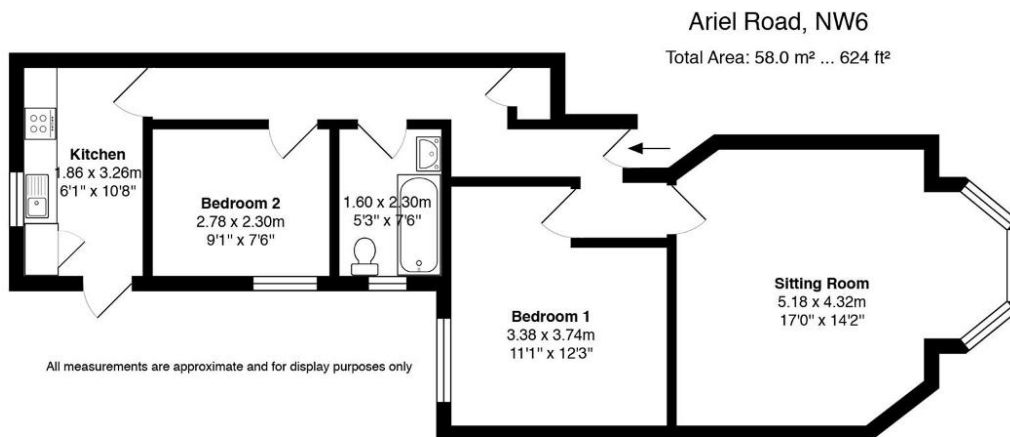 Ariel Road, NW6
Total Area: 58.0 m² ... 624 ft²
Kitchen
1.86 x 3.26m
6'1" x 10'8"
Bedroom 2
2.78 x 2.30m
9'1" x 7'6"
1.60 x 2.30m
5'3" x 7'6"
Bedroom 1
3.38 x 3.74m
11'1" x 12'3"
Sitting Room
5.18 x 4.32m
17'0" x 14'2"
All measurements are approximate and for display purposes only